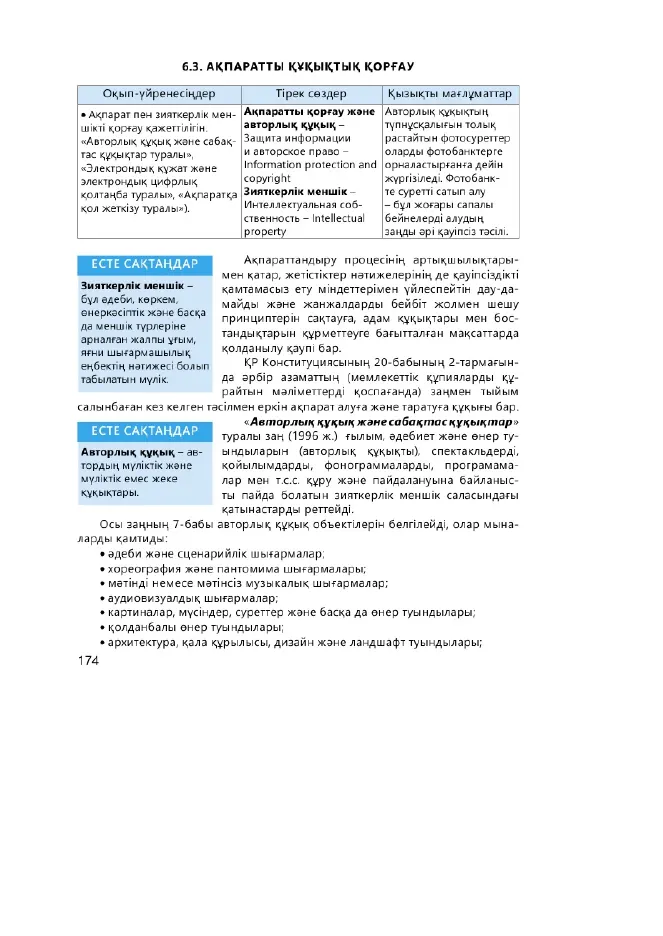 6.3. АҚПАРАТТЫ ҚҰҚЫҚТЫҚ ҚОРҒАУ
Оқып-үйренесіңдер
• Ақпарат пен зияткерлік мен-
шікті қорғау қажеттілігін.
«Авторлық құқық және сабақ-
тас құқықтар туралы»,
«Электрондық құжат және
электрондық цифрлық
қолтаңба туралы», «Ақпаратқа
қол жеткізу туралы»).
Тірек сөздер
Ақпаратты қорғау және
авторлық құқық –
Защита информации
и авторское право –
Information protection and
copyright
Зияткерлік меншік –
Интеллектуальная соб-
ственность – Intellectual
property
Қызықты мағлұматтар
Авторлық құқықтың
түпнұсқалығын толық
растайтын фотосуреттер
оларды фотобанктерге
орналастырғанға дейін
жүргізіледі. Фотобанк-
те суретті сатып алу
– бұл жоғары сапалы
бейнелерді алудың
заңды әрі қауіпсіз тәсілі.
ЕСТЕ САҚТАҢДАР
Зияткерлік меншік –
бұл әдеби, көркем,
өнеркәсіптік және басқа
да меншік түрлеріне
арналған жалпы ұғым,
яғни шығармашылық
еңбектің нәтижесі болып
табылатын мүлік.
Ақпараттандыру процесінің артықшылықтары-
мен қатар, жетістіктер нәтижелерінің де қауіпсіздікті
қамтамасыз ету міндеттерімен үйлеспейтін дау-да-
майды және жанжалдарды бейбіт жолмен шешу
принциптерін сақтауға, адам құқықтары мен бос-
тандықтарын құрметтеуге бағытталған мақсаттарда
қолданылу қаупі бар.
ҚР Конституциясының 20-бабының 2-тармағын-
да әрбір азаматтың (мемлекеттік құпияларды құ-
райтын мәліметтерді қоспағанда) заңмен тыйым
салынбаған кез келген тәсілмен еркін ақпарат алуға және таратуға құқығы бар.
ЕСТЕ САҚТАҢДАР
Авторлық құқық – ав-
тордың мүліктік және
мүліктік емес жеке
құқықтары.
«Авторлық құқық және сабақтас құқықтар»
туралы заң (1996 ж.) ғылым, әдебиет және өнер ту-
ындыларын (авторлық құқықты), спектакльдерді,
қойылымдарды, фонограммаларды, програмама-
лар мен т.с.с. құру және пайдалануына байланыс-
ты пайда болатын зияткерлік меншік саласындағы
қатынастарды реттейді.
Осы заңның 7-бабы авторлық құқық объектілерін белгілейді, олар мына-
ларды қамтиды:
• әдеби және сценарийлік шығармалар;
• хореография және пантомима шығармалары;
• мәтінді немесе мәтінсіз музыкалық шығармалар;
• аудиовизуалдық шығармалар;
• картиналар, мүсіндер, суреттер және басқа да өнер туындылары;
• қолданбалы өнер туындылары;
• архитектура, қала құрылысы, дизайн және ландшафт туындылары;
174